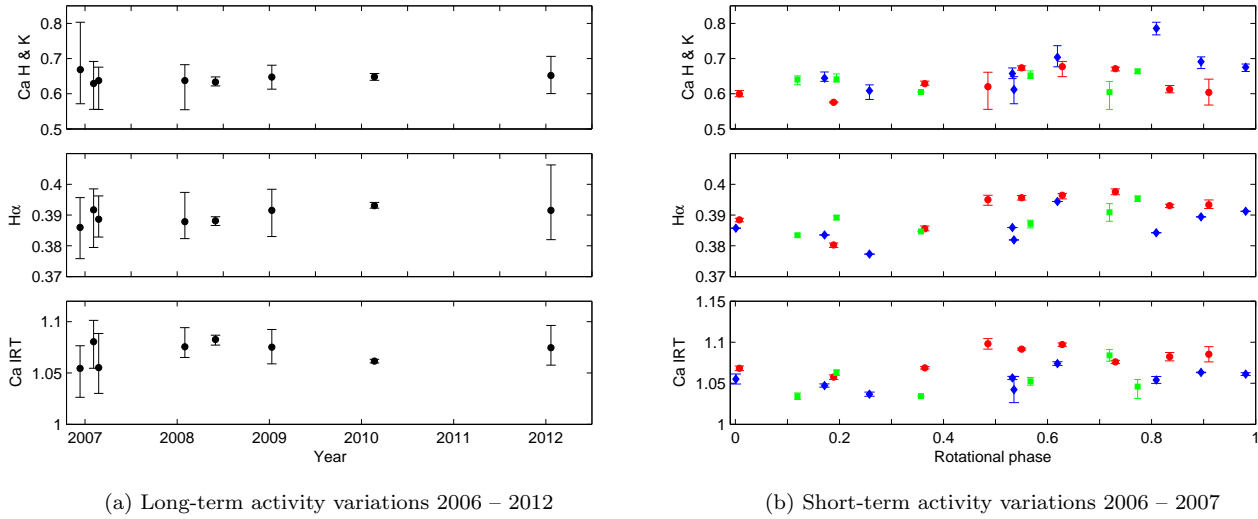 0.8
0.7
0.6
0.5
Ca H & K
0.4
0.39
0.38
0.37
Hα
1.1
1.05
1
Ca IRT
2007 2008 2009 2010 2011 2012
Year
(a) Long-term activity variations 2006 – 2012
0.8
0.7
0.6
0.5
Ca H & K
0.4
0.39
0.38
0.37
Hα
1.15
1.1
1.05
1
Ca IRT
0 0.2 0.4 0.6 0.8 1
Rotational phase
(b) Short-term activity variations 2006 – 2007